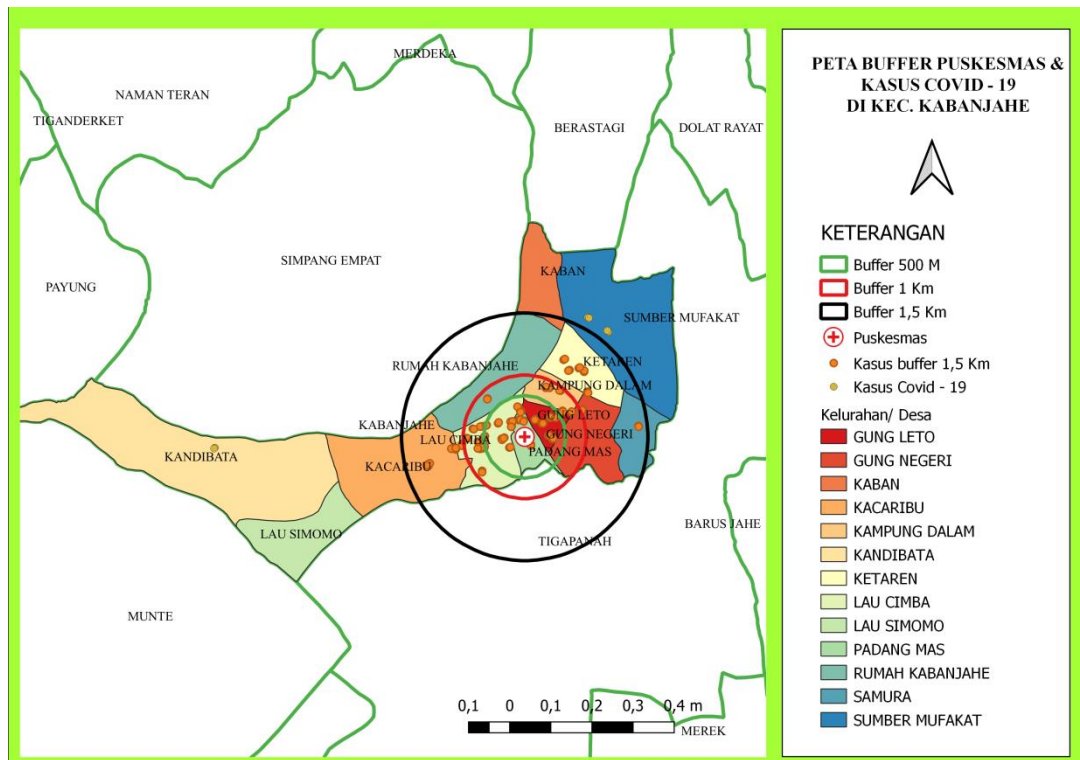 MERDEKA
NAMAN TERAN
TIGANDERKET
BERASTAGI
DOLAT RAYAT
SIMPANG EMPAT
KABAN
PAYUNG
SUMBER MUFAKAT
RUMAH KABANJAHE
KETAREN
KAMPUNG DALAM
KABANJAHE
GUNG LETO
LAU CIMBA
GUNG NEGERI
KANDIBATA
KACARIBU
PADANG MAS
LAU SIMOMO
TIGAPANAH
BARUS JAHE
MUNTE
0,1 0 0,1 0,2 0,3 0,4 m
MEREK
PETA BUFFER PUSKESMAS &
KASUS COVID - 19
DI KEC. KABANJAHE
KETERANGAN
Buffer 500 M
Buffer 1 Km
Buffer 1,5 Km
Puskesmas
Kasus buffer 1,5 Km
Kasus Covid - 19
Kelurahan/ Desa
GUNG LETO
GUNG NEGERI
KABAN
KACARIBU
KAMPUNG DALAM
KANDIBATA
KETAREN
LAU CIMBA
LAU SIMOMO
PADANG MAS
RUMAH KABANJAHE
SAMURA
SUMBER MUFAKAT